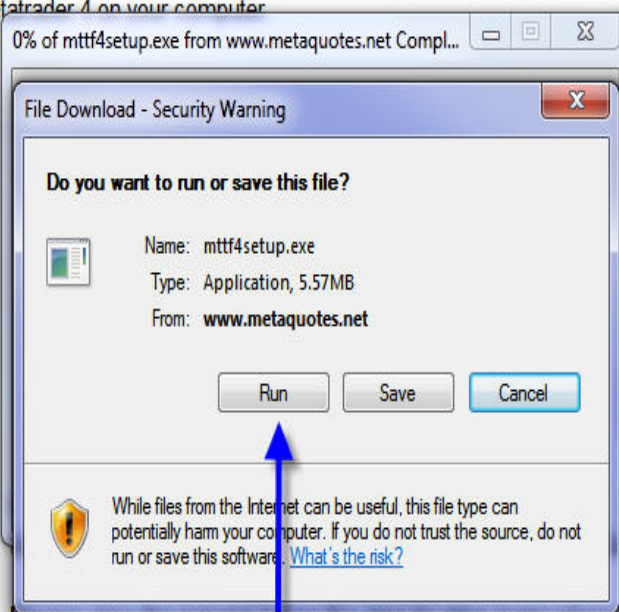 tatrader 4 on your computer
0% of mttf4setup.exe from www.metaquotes.net Compl...
File Download - Security Warning
Do you want to run or save this file?
Name: mttf4setup.exe
Type: Application, 5.57MB
From: www.metaquotes.net
Run Save Cancel
While files from the Internet can be useful, this file type can
potentially harm your computer. If you do not trust the source, do not
run or save this software. What's the risk?